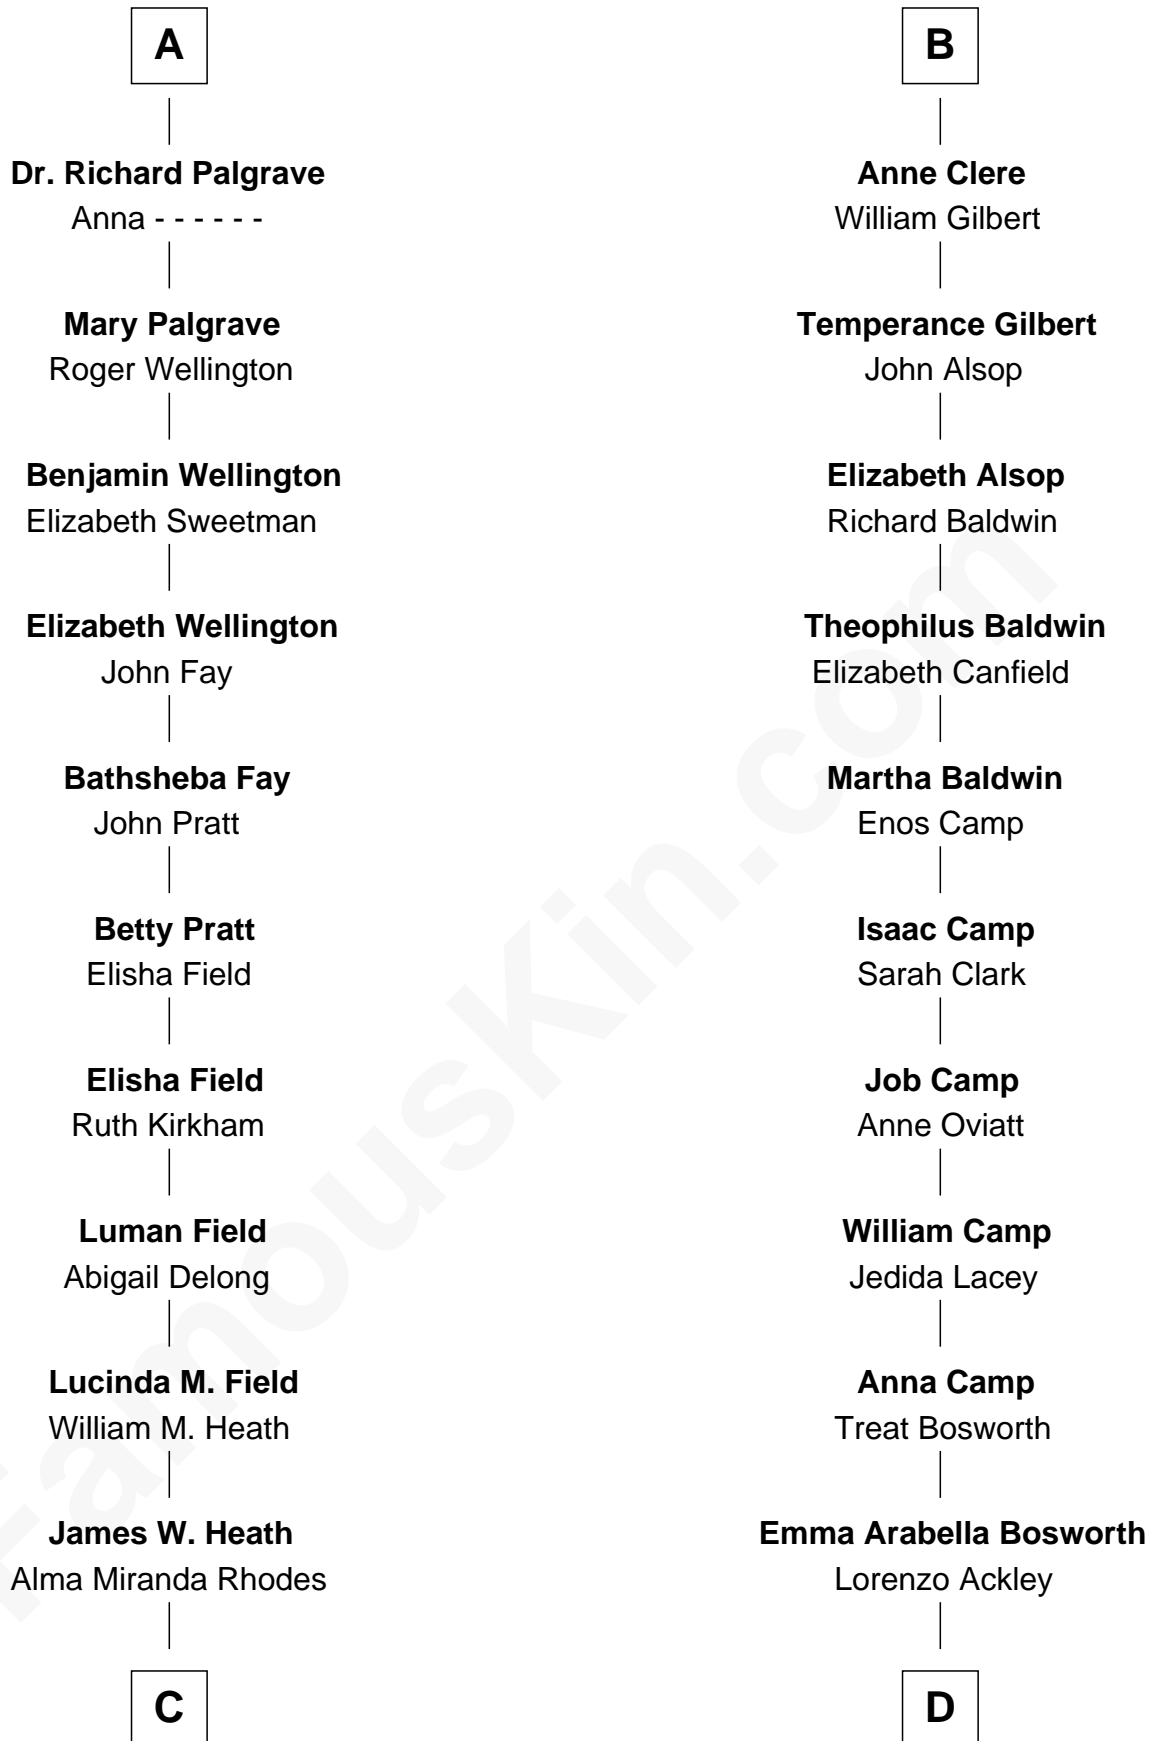 A
Dr. Richard Palgrave
Anna - - - - - -
Mary Palgrave
Roger Wellington
Benjamin Wellington
Elizabeth Sweetman
Elizabeth Wellington
John Fay
Bathsheba Fay
John Pratt
Betty Pratt
Elisha Field
Elisha Field
Ruth Kirkham
Luman Field
Abigail Delong
Lucinda M. Field
William M. Heath
James W. Heath
Alma Miranda Rhodes
C
B
Anne Clere
William Gilbert
Temperance Gilbert
John Alsop
Elizabeth Alsop
Richard Baldwin
Theophilus Baldwin
Elizabeth Canfield
Martha Baldwin
Enos Camp
Isaac Camp
Sarah Clark
Job Camp
Anne Oviatt
William Camp
Jedida Lacey
Anna Camp
Treat Bosworth
Emma Arabella Bosworth
Lorenzo Ackley
D
FamousKin.com